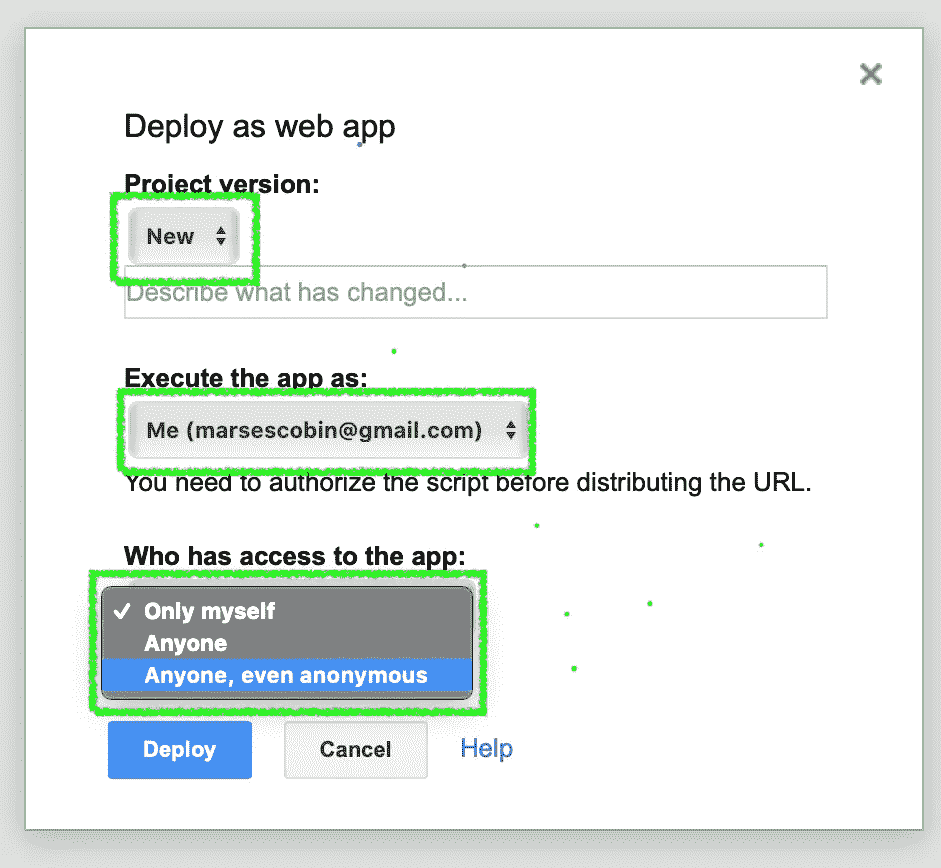 Deploy as web app
Project version:
New
Describe what has changed...
Execute the app as:
Me (marsescobin@gmail.com)
You need to authorize the script before distributing the URL.
Who has access to the app:
Only myself
Anyone
Anyone, even anonymous
Deploy Cancel Help